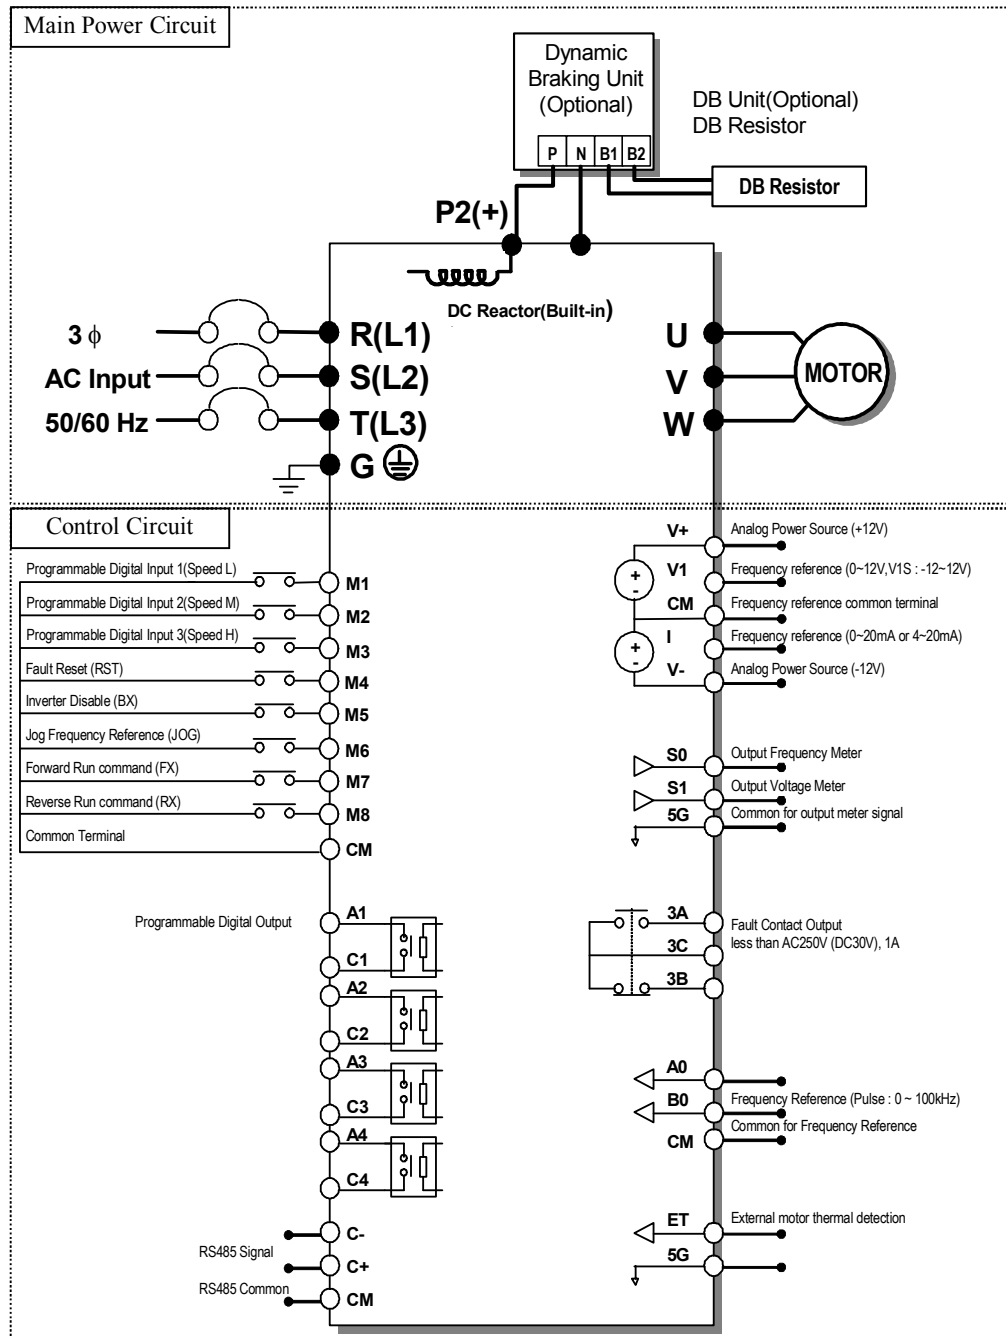 Main Power Circuit
Dynamic
Braking Unit
(Optional)
P N B1 B2
DB Unit(Optional)
DB Resistor
DB Resistor
P2(+)
DC Reactor(Built-in)
3 ϕ
AC Input
50/60 Hz
R(L1)
S(L2)
T(L3)
G
U
V
W
MOTOR
Control Circuit
Programmable Digital Input 1(Speed L)
M1
Programmable Digital Input 2(Speed M)
M2
Programmable Digital Input 3(Speed H)
M3
Fault Reset (RST)
M4
Inverter Disable (BX)
M5
Jog Frequency Reference (JOG)
M6
Forward Run command (FX)
M7
Reverse Run command (RX)
M8
Common Terminal
CM
Programmable Digital Output
A1
C1
A2
C2
A3
C3
A4
C4
C-
RS485 Signal
C+
RS485 Common
CM
V+
Analog Power Source (+12V)
+
-
V1
Frequency reference (0~12V,V1S : -12~12V)
CM
Frequency reference common terminal
+
-
I
Frequency reference (0~20mA or 4~20mA)
V-
Analog Power Source (-12V)
S0
Output Frequency Meter
S1
Output Voltage Meter
5G
Common for output meter signal
3A
Fault Contact Output
less than AC250V (DC30V), 1A
3C
3B
A0
B0
Frequency Reference (Pulse : 0 ~ 100kHz)
Common for Frequency Reference
CM
ET
External motor thermal detection
5G